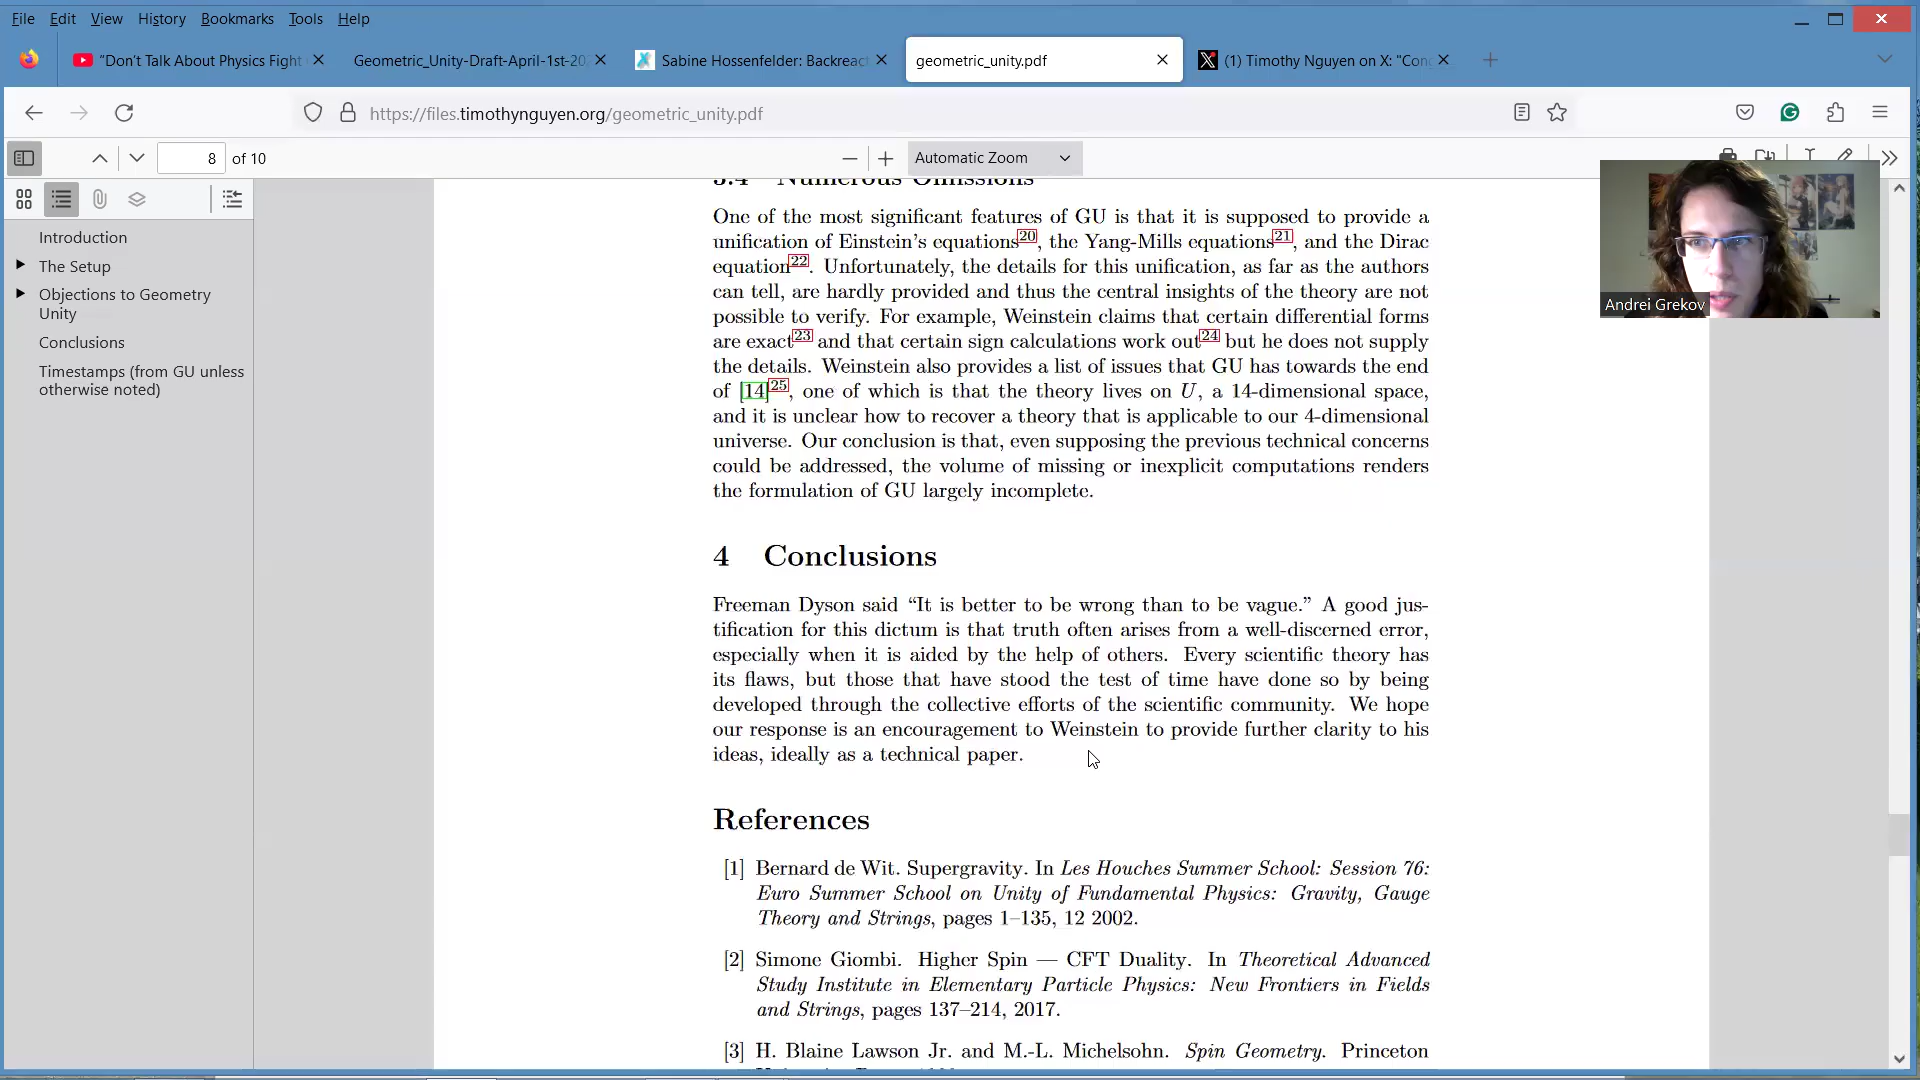 File Edit View History Bookmarks Tools Help
"Don't Talk About Physics Fight
Geometric_Unity-Draft-April-1st-20
Sabine Hossenfelder: Backreac
geometric_unity.pdf
(1) Timothy Nguyen on X: "Con
https://files.timothynguyen.org/geometric_unity.pdf
8 of 10
Automatic Zoom
Introduction
The Setup
Objections to Geometry
Unity
Conclusions
Timestamps (from GU unless
otherwise noted)
3.4 Numerous Omissions
One of the most significant features of GU is that it is supposed to provide a
unification of Einstein's equations20, the Yang-Mills equations21, and the Dirac
equation22. Unfortunately, the details for this unification, as far as the authors
can tell, are hardly provided and thus the central insights of the theory are not
possible to verify. For example, Weinstein claims that certain differential forms
are exact23 and that certain sign calculations work out24 but he does not supply
the details. Weinstein also provides a list of issues that GU has towards the end
of [14]25, one of which is that the theory lives on U, a 14-dimensional space,
and it is unclear how to recover a theory that is applicable to our 4-dimensional
universe. Our conclusion is that, even supposing the previous technical concerns
could be addressed, the volume of missing or inexplicit computations renders
the formulation of GU largely incomplete.
4 Conclusions
Freeman Dyson said “It is better to be wrong than to be vague.” A good jus-
tification for this dictum is that truth often arises from a well-discerned error,
especially when it is aided by the help of others. Every scientific theory has
its flaws, but those that have stood the test of time have done so by being
developed through the collective efforts of the scientific community. We hope
our response is an encouragement to Weinstein to provide further clarity to his
ideas, ideally as a technical paper.
References
[1] Bernard de Wit. Supergravity. In Les Houches Summer School: Session 76:
Euro Summer School on Unity of Fundamental Physics: Gravity, Gauge
Theory and Strings, pages 1–135, 12 2002.
[2] Simone Giombi. Higher Spin — CFT Duality. In Theoretical Advanced
Study Institute in Elementary Particle Physics: New Frontiers in Fields
and Strings, pages 137–214, 2017.
[3] H. Blaine Lawson Jr. and M.-L. Michelsohn. Spin Geometry. Princeton
Andrei Grekov